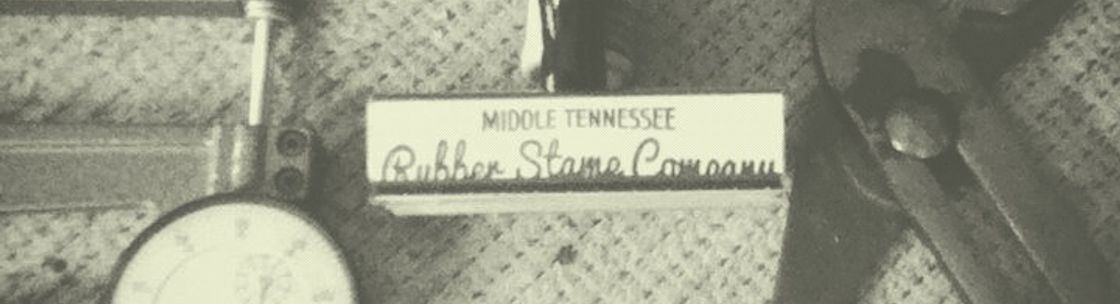 MIDDLE TENNESSEE
Rubber Stamp Company